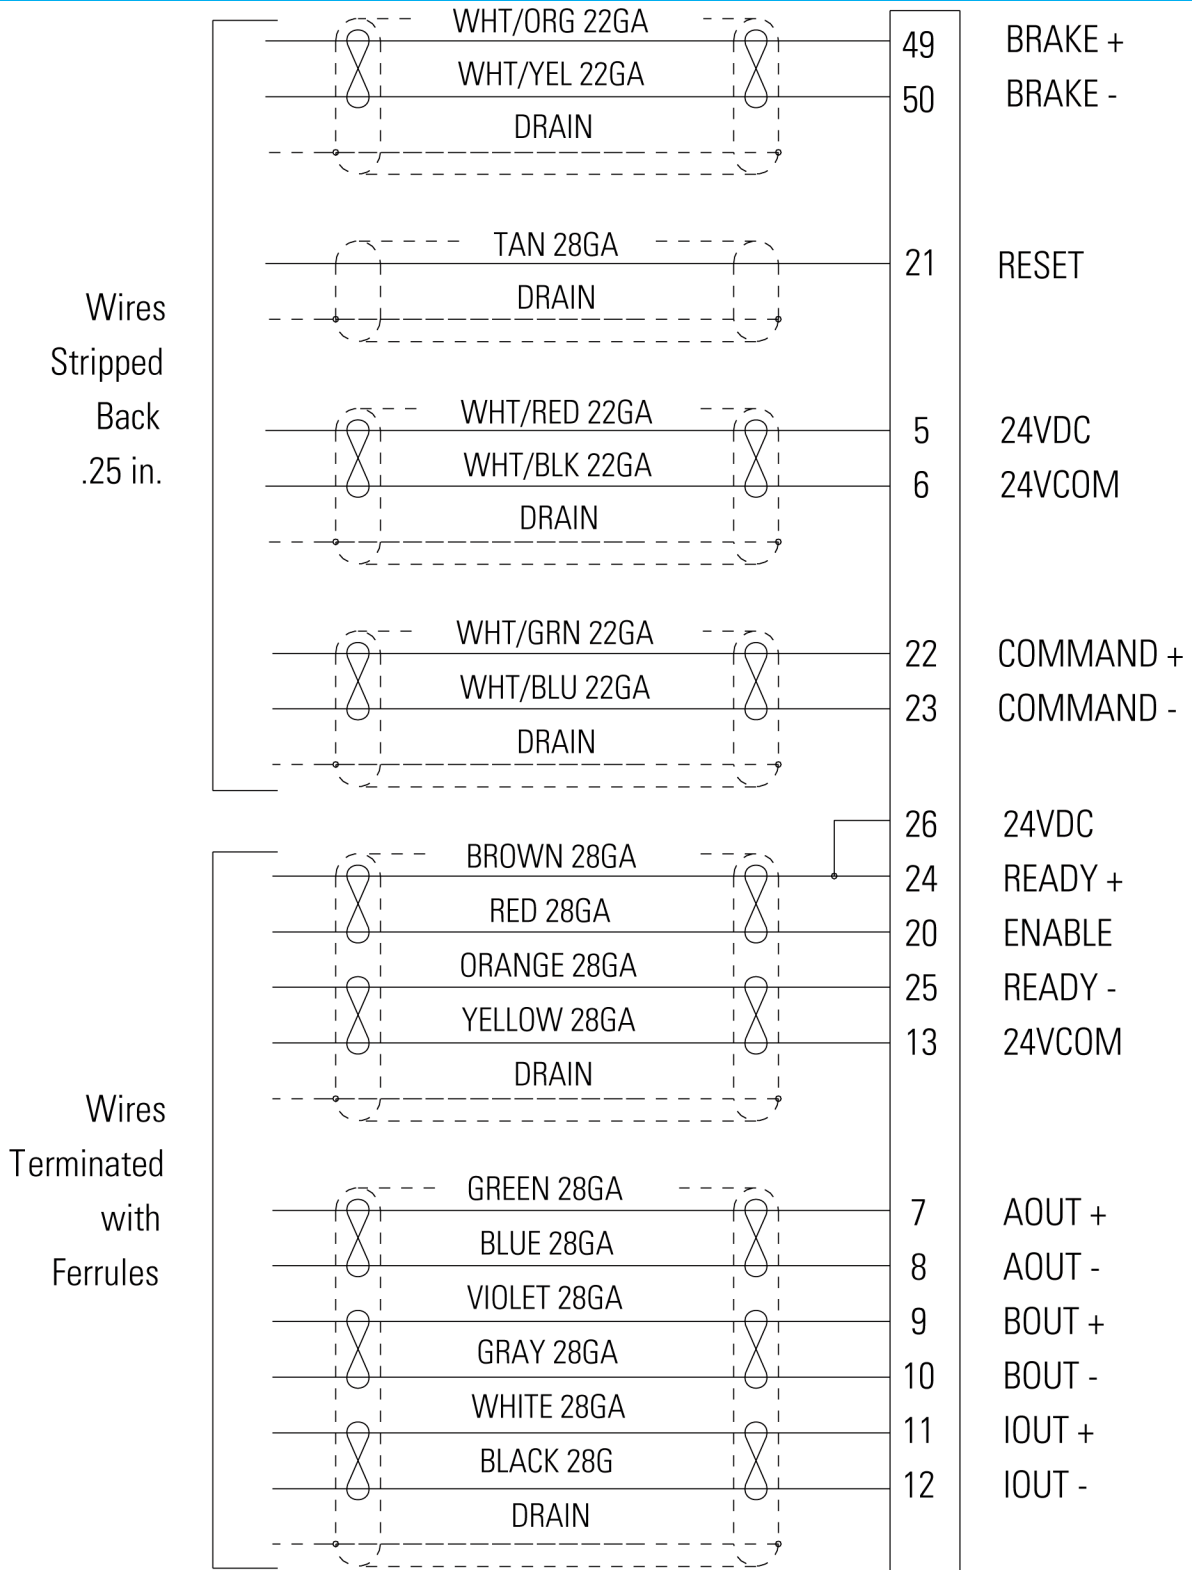 WHT/ORG 22GA 49 BRAKE +
WHT/YEL 22GA 50 BRAKE -
DRAIN
TAN 28GA 21 RESET
DRAIN
Wires
Stripped
Back
.25 in.
WHT/RED 22GA 5 24VDC
WHT/BLK 22GA 6 24VCOM
DRAIN
WHT/GRN 22GA 22 COMMAND +
WHT/BLU 22GA 23 COMMAND -
DRAIN
26 24VDC
BROWN 28GA 24 READY +
RED 28GA 20 ENABLE
ORANGE 28GA 25 READY -
YELLOW 28GA 13 24VCOM
DRAIN
Wires
Terminated
with
Ferrules
GREEN 28GA 7 AOUT +
BLUE 28GA 8 AOUT -
VIOLET 28GA 9 BOUT +
GRAY 28GA 10 BOUT -
WHITE 28GA 11 IOUT +
BLACK 28G 12 IOUT -
DRAIN